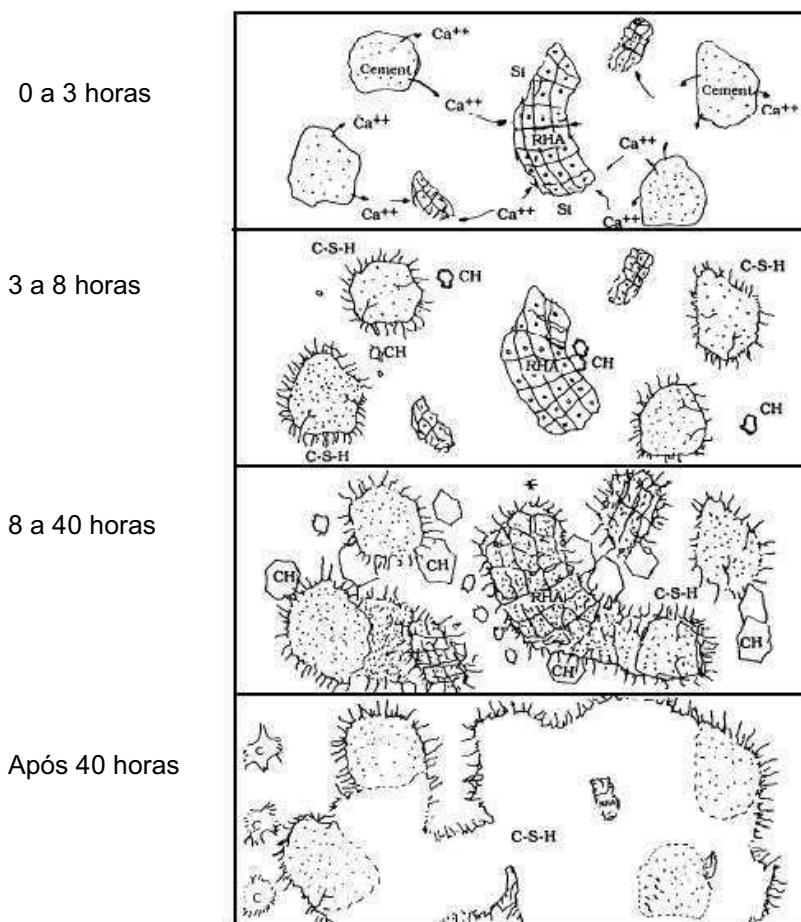 0 a 3 horas
Ca++
Cement
Ca++
Ca++
Ca++
Si
RHA
Si
Ca++
Ca++
Ca++
Cement
Ca++
3 a 8 horas
C-S-H
CH
CH
C-S-H
RHA
CH
C-S-H
CH
8 a 40 horas
CH
CH
RHA
C-S-H
CH
CH
Após 40 horas
C
C
C
C-S-H
RHA